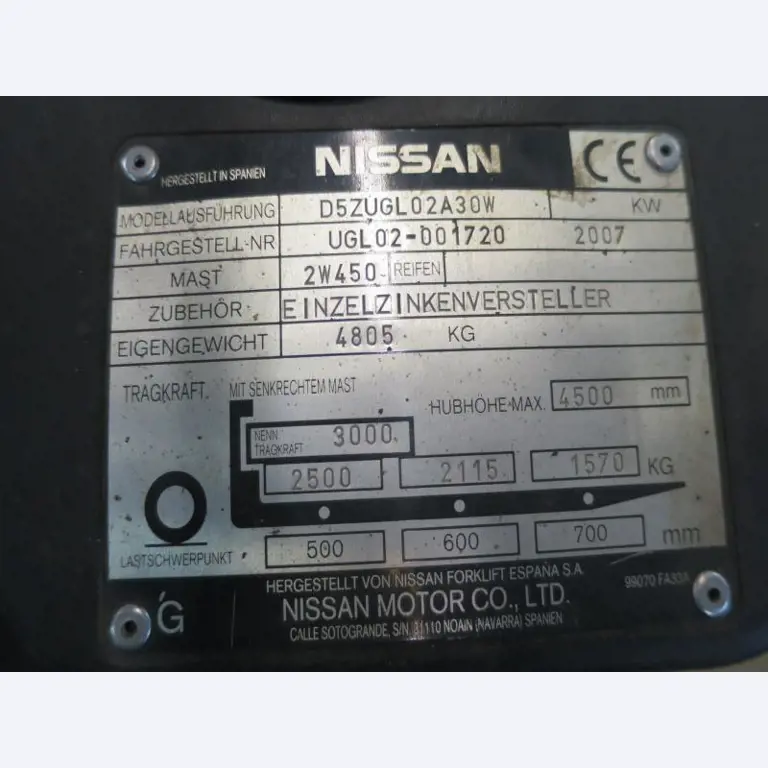 HERGESTELLT IN SPANIEN NISSAN CE
MODELLAUSFÜHRUNG D5ZUGL02A30W KW
FAHRGESTELL-NR UGL02-001720 2007
MAST 2W450 REIFEN
ZUBEHÖR EINZELZINKENVERSTELLER
EIGENGEWICHT 4805 KG
TRAGKRAFT. MIT SENKRECHTEM MAST
HUBHÖHE-MAX. 4500 mm
NENN TRAGKRAFT 3000
2500 2115 1570 KG
LASTSCHWERPUNKT 500 600 700 mm
HERGESTELLT VON NISSAN FORKLIFT ESPAÑA S.A. 99070 FA30A
NISSAN MOTOR CO., LTD.
CALLE SOTOGRANDE, S/N, 31110 NOAIN (NAVARRA) SPANIEN
G